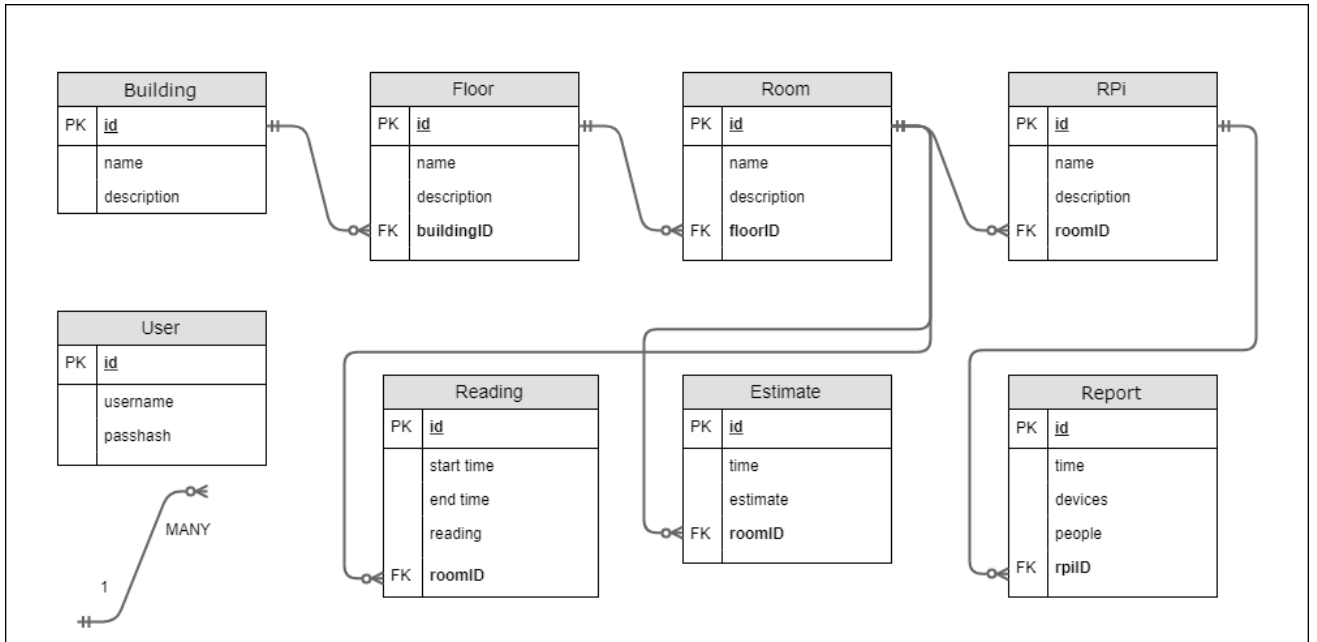 Building
PK id
name
description
Floor
PK id
name
description
FK buildingID
Room
PK id
name
description
FK floorID
RPi
PK id
name
description
FK roomID
User
PK id
username
passhash
Reading
PK id
start time
end time
reading
FK roomID
Estimate
PK id
time
estimate
FK roomID
Report
PK id
time
devices
people
FK rpiID
MANY
1